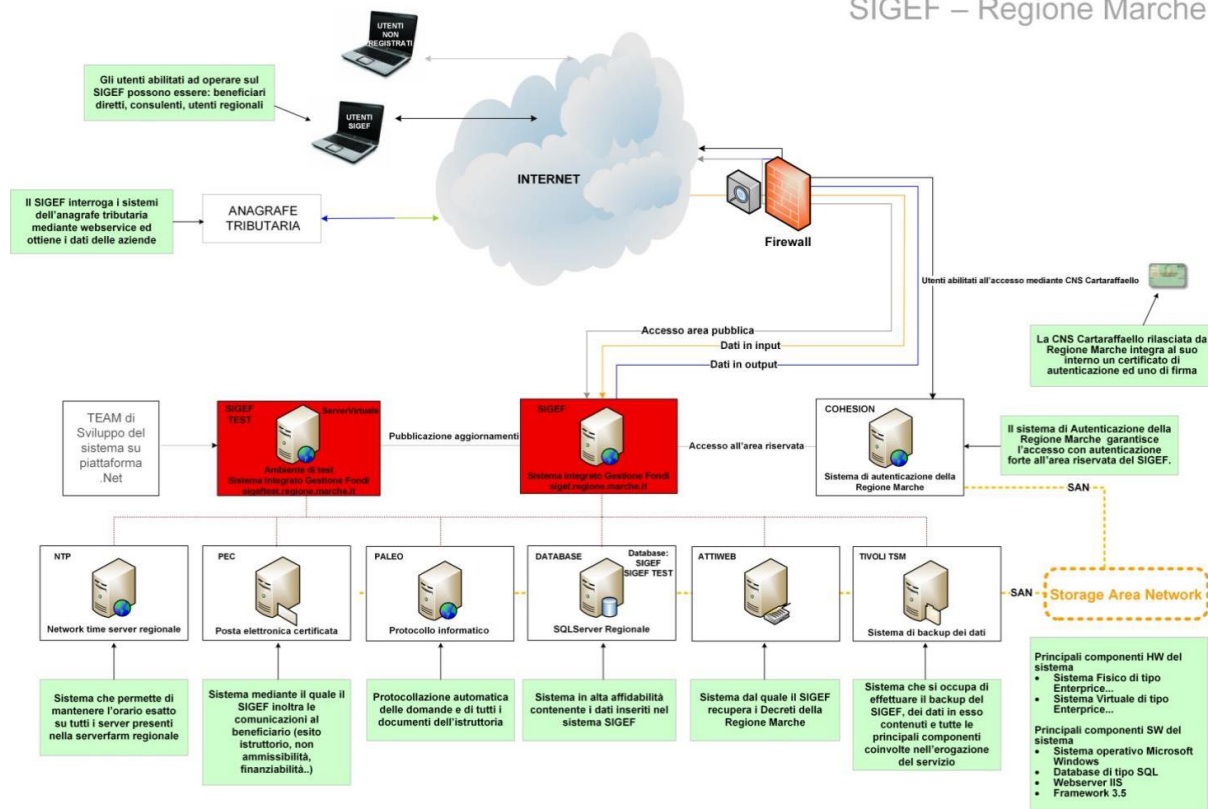 SIGEF – Regione Marche
UTENTI
NON
REGISTRATI
Gli utenti abilitati ad operare sul
SIGEF possono essere: beneficiari
diretti, consulenti, utenti regionali
UTENTI
SIGEF
INTERNET
Il SIGEF interroga i sistemi
dell'anagrafe tributaria
mediante webservice ed
ottiene i dati delle aziende
ANAGRAFE
TRIBUTARIA
Firewall
Utenti abilitati all'accesso mediante CNS Cartaraffaello
La CNS Cartaraffaello rilasciata da
Regione Marche integra al suo
interno un certificato di
autenticazione ed uno di firma
Accesso area pubblica
Dati in input
Dati in output
TEAM di
Sviluppo del
sistema su
piattaforma
.Net
SIGEF
TEST
ServerVirtuale
Ambiente di test
Sistema Integrato Gestione Fondi
sigeftest.regione.marche.it
Pubblicazione aggiornamenti
SIGEF
Sistema Integrato Gestione Fondi
sigef.regione.marche.it
Accesso all'area riservata
COHESION
Sistema di autenticazione della
Regione Marche
Il sistema di Autenticazione della
Regione Marche garantisce
l'accesso con autenticazione
forte all'area riservata del SIGEF.
SAN
NTP
Network time server regionale
PEC
Posta elettronica certificata
PALEO
Protocollo informatico
DATABASE
Database:
SIGEF
SIGEF TEST
SQLServer Regionale
ATTIWEB
TIVOLI TSM
Sistema di backup dei dati
SAN
Storage Area Network
Sistema che permette di
mantenere l'orario esatto
su tutti i server presenti
nella serverfarm regionale
Sistema mediante il quale il
SIGEF inoltra le
comunicazioni al
beneficiario (esito
istruttorio, non
ammissibilità,
finanziabilità..)
Protocollazione automatica
delle domande e di tutti i
documenti dell'istruttoria
Sistema in alta affidabilità
contenente i dati inseriti nel
sistema SIGEF
Sistema dal quale il SIGEF
recupera i Decreti della
Regione Marche
Sistema che si occupa di
effettuare il backup del
SIGEF, dei dati in esso
contenuti e tutte le
principali componenti
coinvolte nell'erogazione
del servizio
Principali componenti HW del
sistema
• Sistema Fisico di tipo
Enterprice...
• Sistema Virtuale di tipo
Enterprice...
Principali componenti SW del
sistema
• Sistema operativo Microsoft
Windows
• Database di tipo SQL
• Webserver IIS
• Framework 3.5